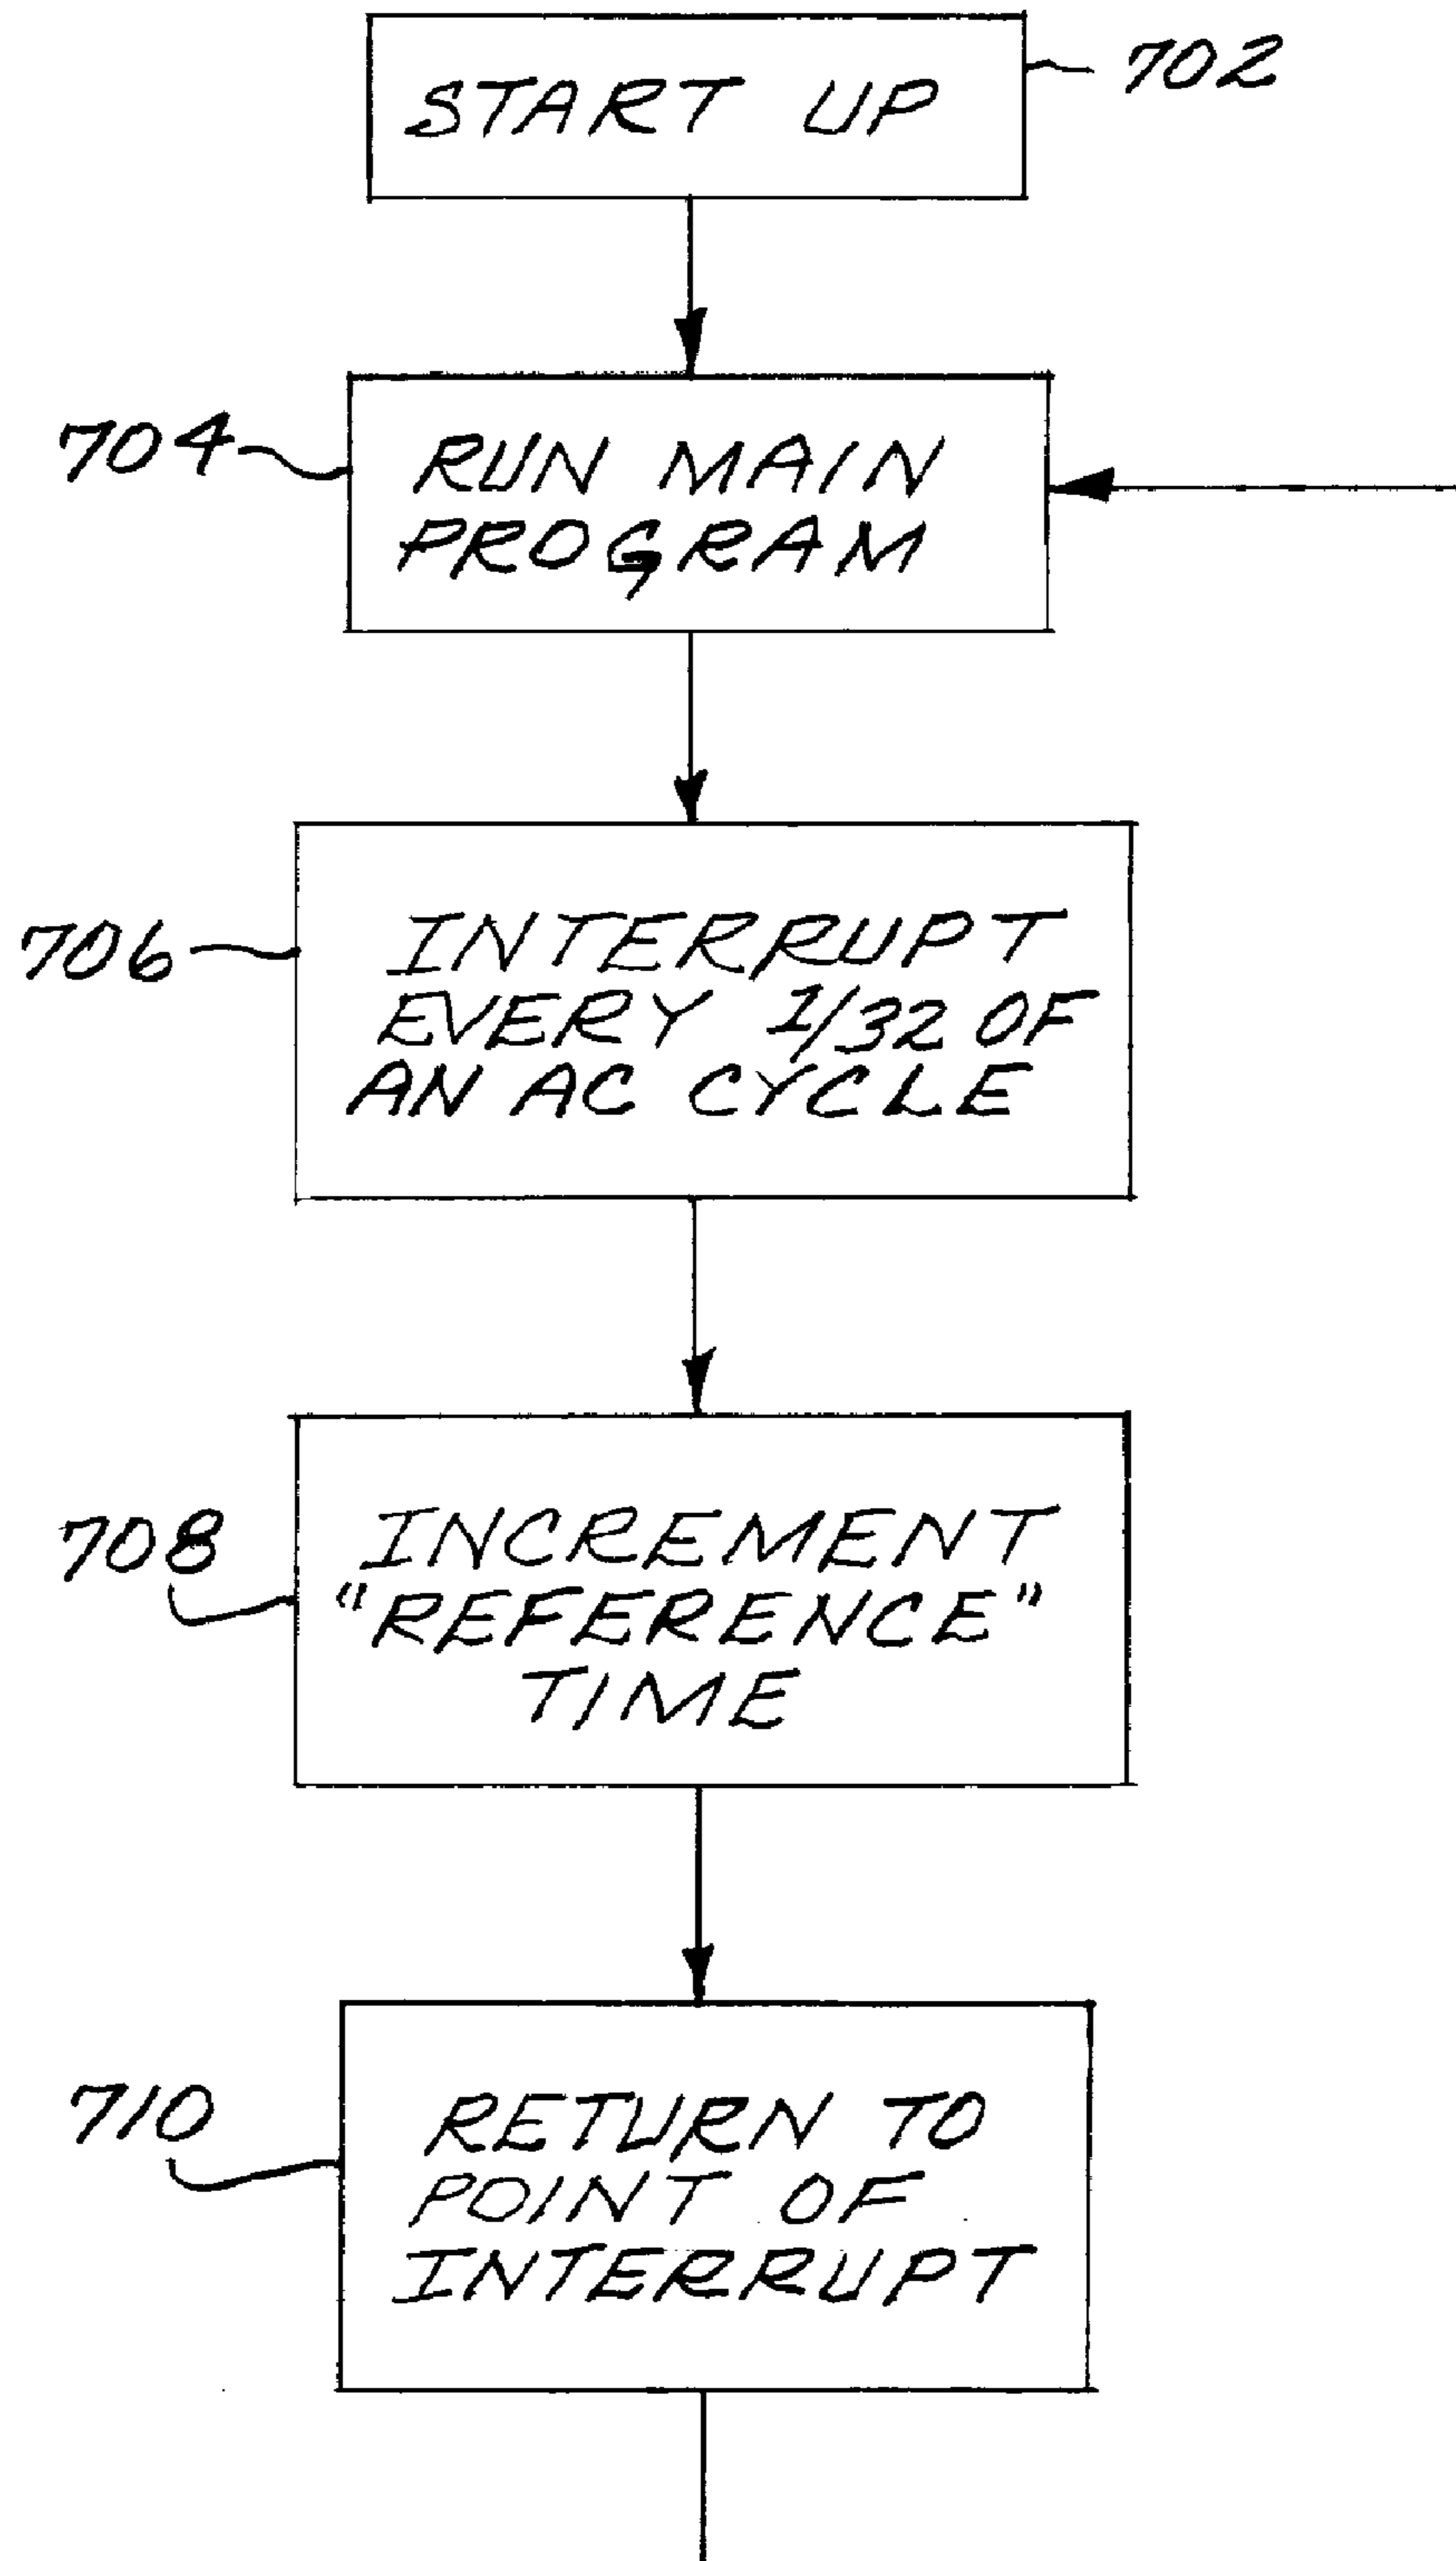 START UP
702
704
RUN MAIN
PROGRAM
706
INTERRUPT
EVERY 1/32 OF
AN AC CYCLE
708
INCREMENT
"REFERENCE"
TIME
710
RETURN TO
POINT OF
INTERRUPT